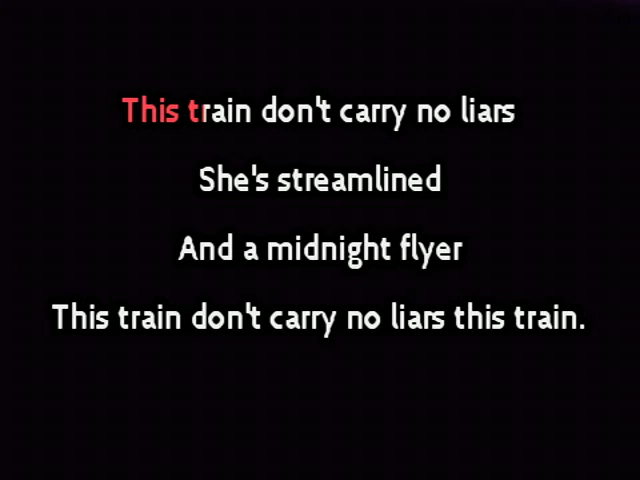 This train don't carry no liars
She's streamlined
And a midnight flyer
This train don't carry no liars this train.